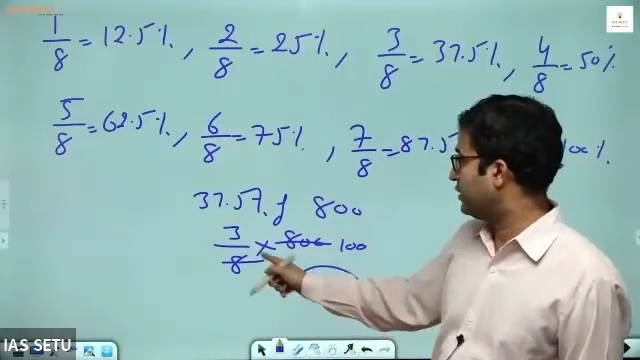 1/8 = 12.5%, 2/8 = 25%, 3/8 = 37.5%, 4/8 = 50%
5/8 = 62.5%, 6/8 = 75%, 7/8 = 87.5 100%
37.5% of 800
3/8 × 800 100
IAS SETU